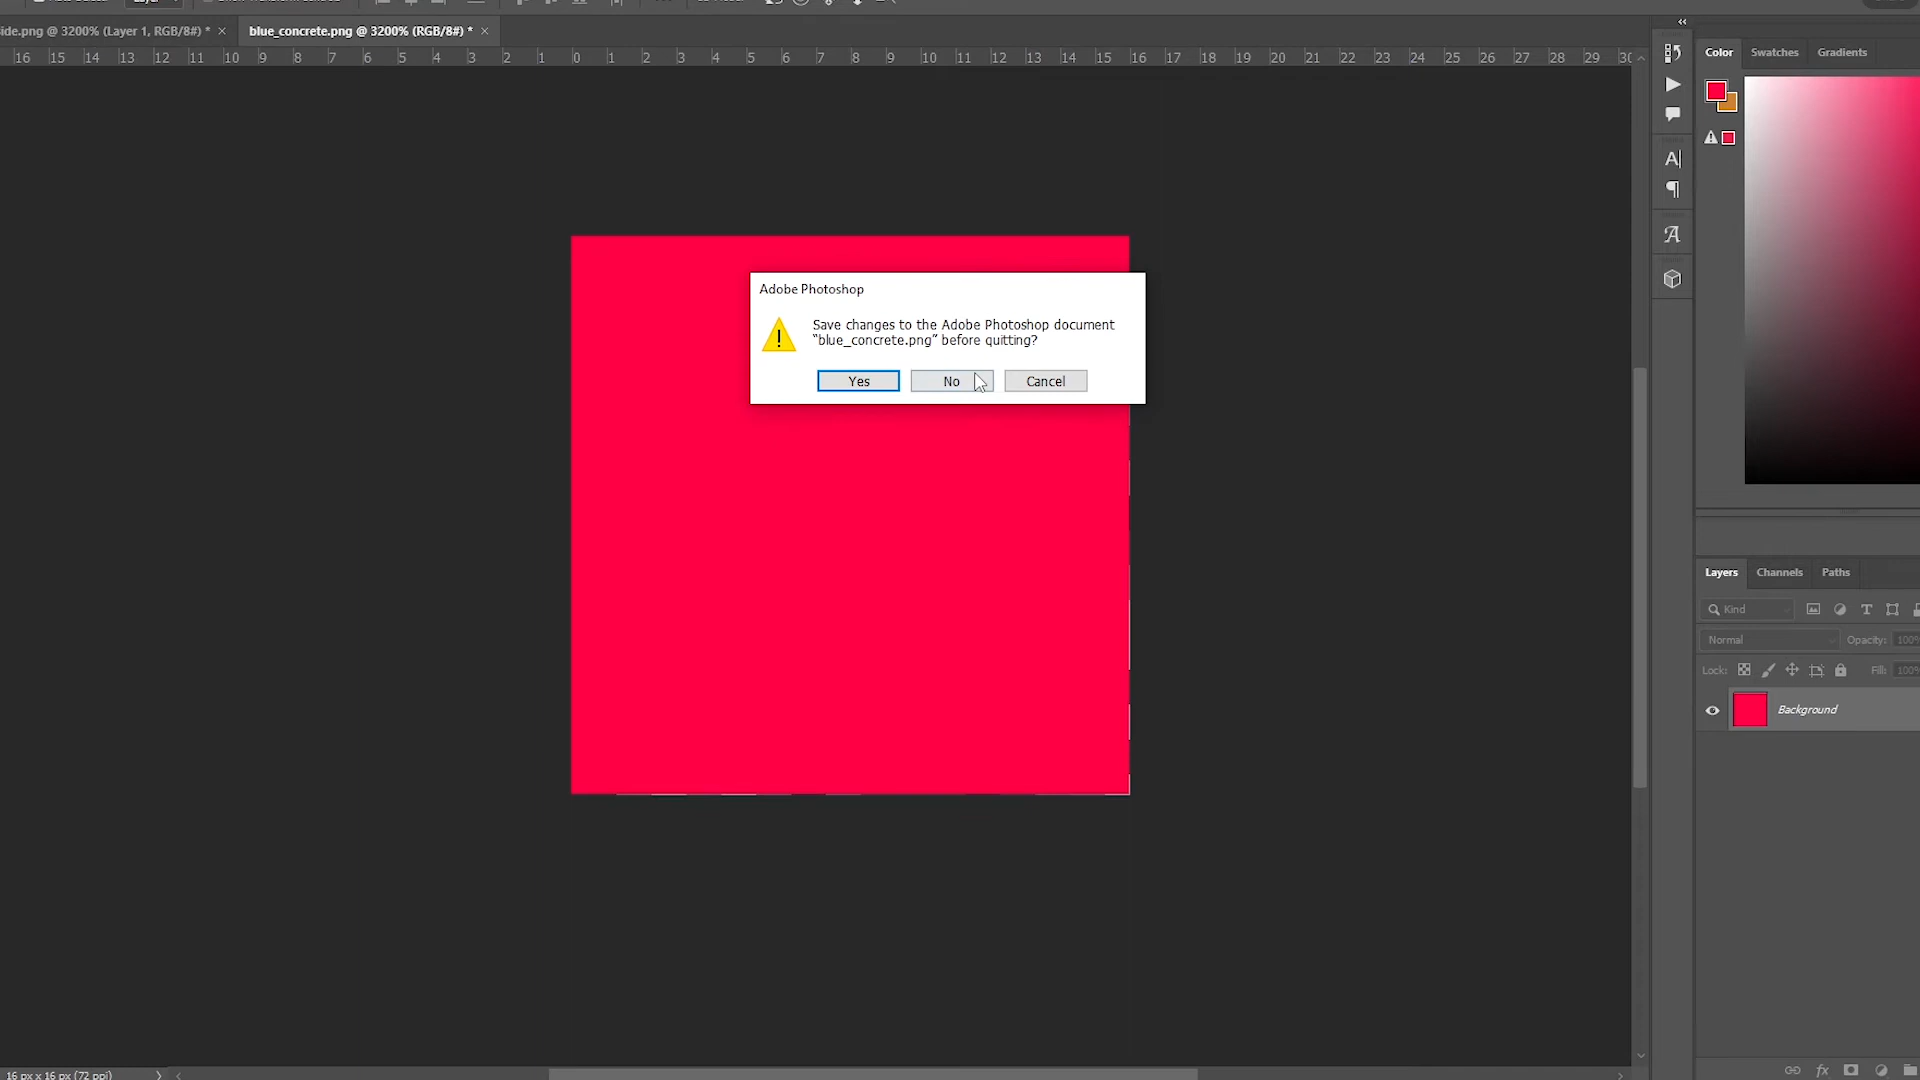 ide.png @ 3200% (Layer 1, RGB/8#) *
blue_concrete.png @ 3200% (RGB/8#) *
16 15 14 13 12 11 10 9 8 7 6 5 4 3 2 1 0 1 2 3 4 5 6 7 8 9 10 11 12 13 14 15 16 17 18 19 20 21 22 23 24 25 26 27 28 29 30
Color Swatches Gradients
Adobe Photoshop
Save changes to the Adobe Photoshop document
“blue_concrete.png” before quitting?
Yes No Cancel
Layers Channels Paths
Kind
Normal Opacity: 100%
Lock: Fill: 100%
Background
fx
16 px x 16 px (72 ppi)